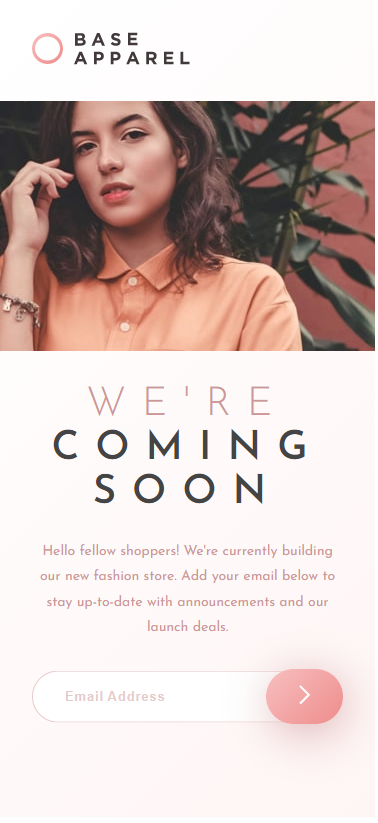 BASE
APPAREL
WE'RE
COMING
SOON
Hello fellow shoppers! We're currently building
our new fashion store. Add your email below to
stay up-to-date with announcements and our
launch deals.
Email Address